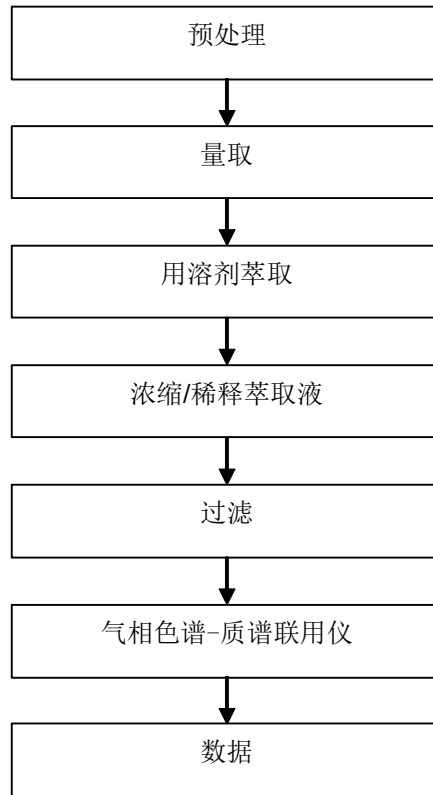 预处理
量取
用溶剂萃取
浓缩/稀释萃取液
过滤
气相色谱-质谱联用仪
数据